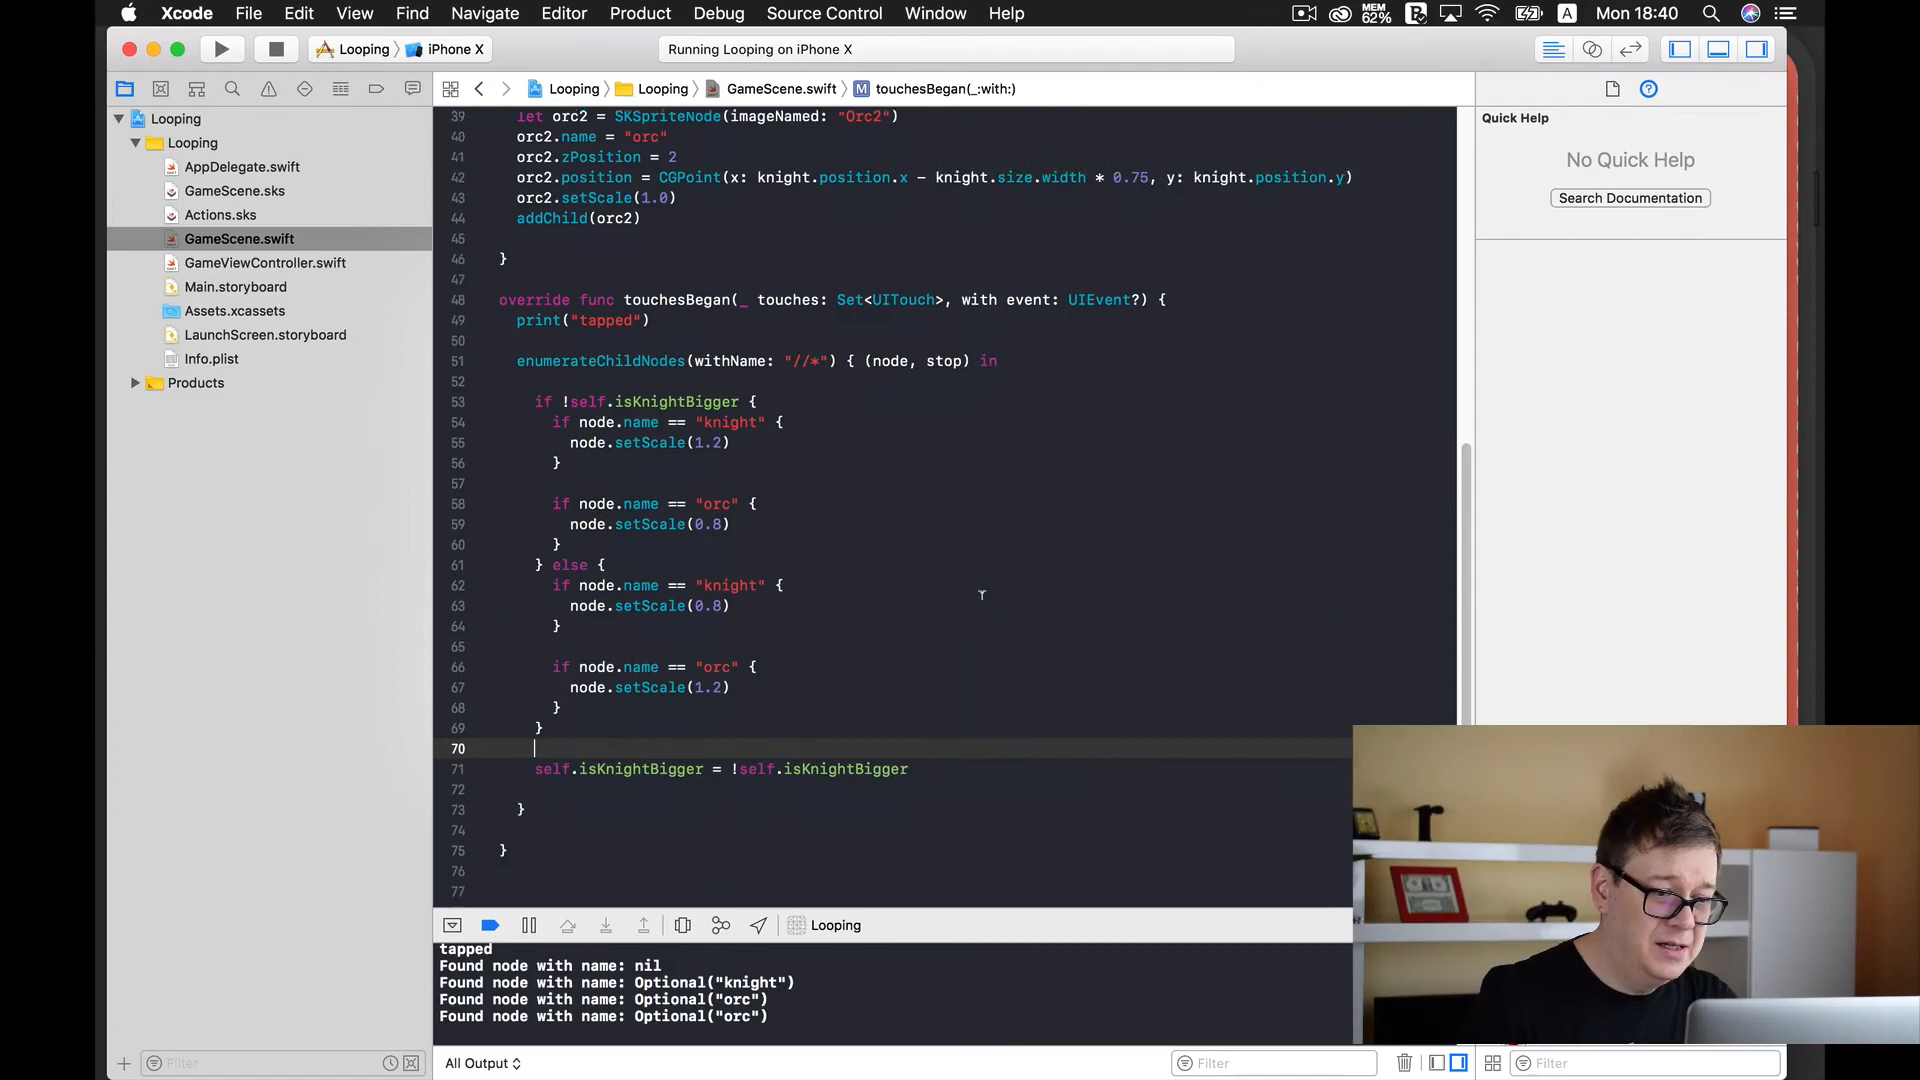 Xcode File Edit View Find Navigate Editor Product Debug Source Control Window Help MEM 62% A Mon 18:40
Looping iPhone X Running Looping on iPhone X
Looping Looping GameScene.swift M touchesBegan(_:with:)
Looping
Looping
AppDelegate.swift
GameScene.sks
Actions.sks
GameScene.swift
GameViewController.swift
Main.storyboard
Assets.xcassets
LaunchScreen.storyboard
Info.plist
Products
Filter
39 let orc2 = SKSpriteNode(imageNamed: "Orc2")
40 orc2.name = "orc"
41 orc2.zPosition = 2
42 orc2.position = CGPoint(x: knight.position.x - knight.size.width * 0.75, y: knight.position.y)
43 orc2.setScale(1.0)
44 addChild(orc2)
45
46 }
47
48 override func touchesBegan(_ touches: Set<UITouch>, with event: UIEvent?) {
49 print("tapped")
50
51 enumerateChildNodes(withName: "//*") { (node, stop) in
52
53 if !self.isKnightBigger {
54 if node.name == "knight" {
55 node.setScale(1.2)
56 }
57
58 if node.name == "orc" {
59 node.setScale(0.8)
60 }
61 } else {
62 if node.name == "knight" {
63 node.setScale(0.8)
64 }
65
66 if node.name == "orc" {
67 node.setScale(1.2)
68 }
69 }
70
71 self.isKnightBigger = !self.isKnightBigger
72
73 }
74
75 }
76
77
Looping
tapped
Found node with name: nil
Found node with name: Optional("knight")
Found node with name: Optional("orc")
Found node with name: Optional("orc")
All Output Filter
Quick Help
No Quick Help
Search Documentation
Filter